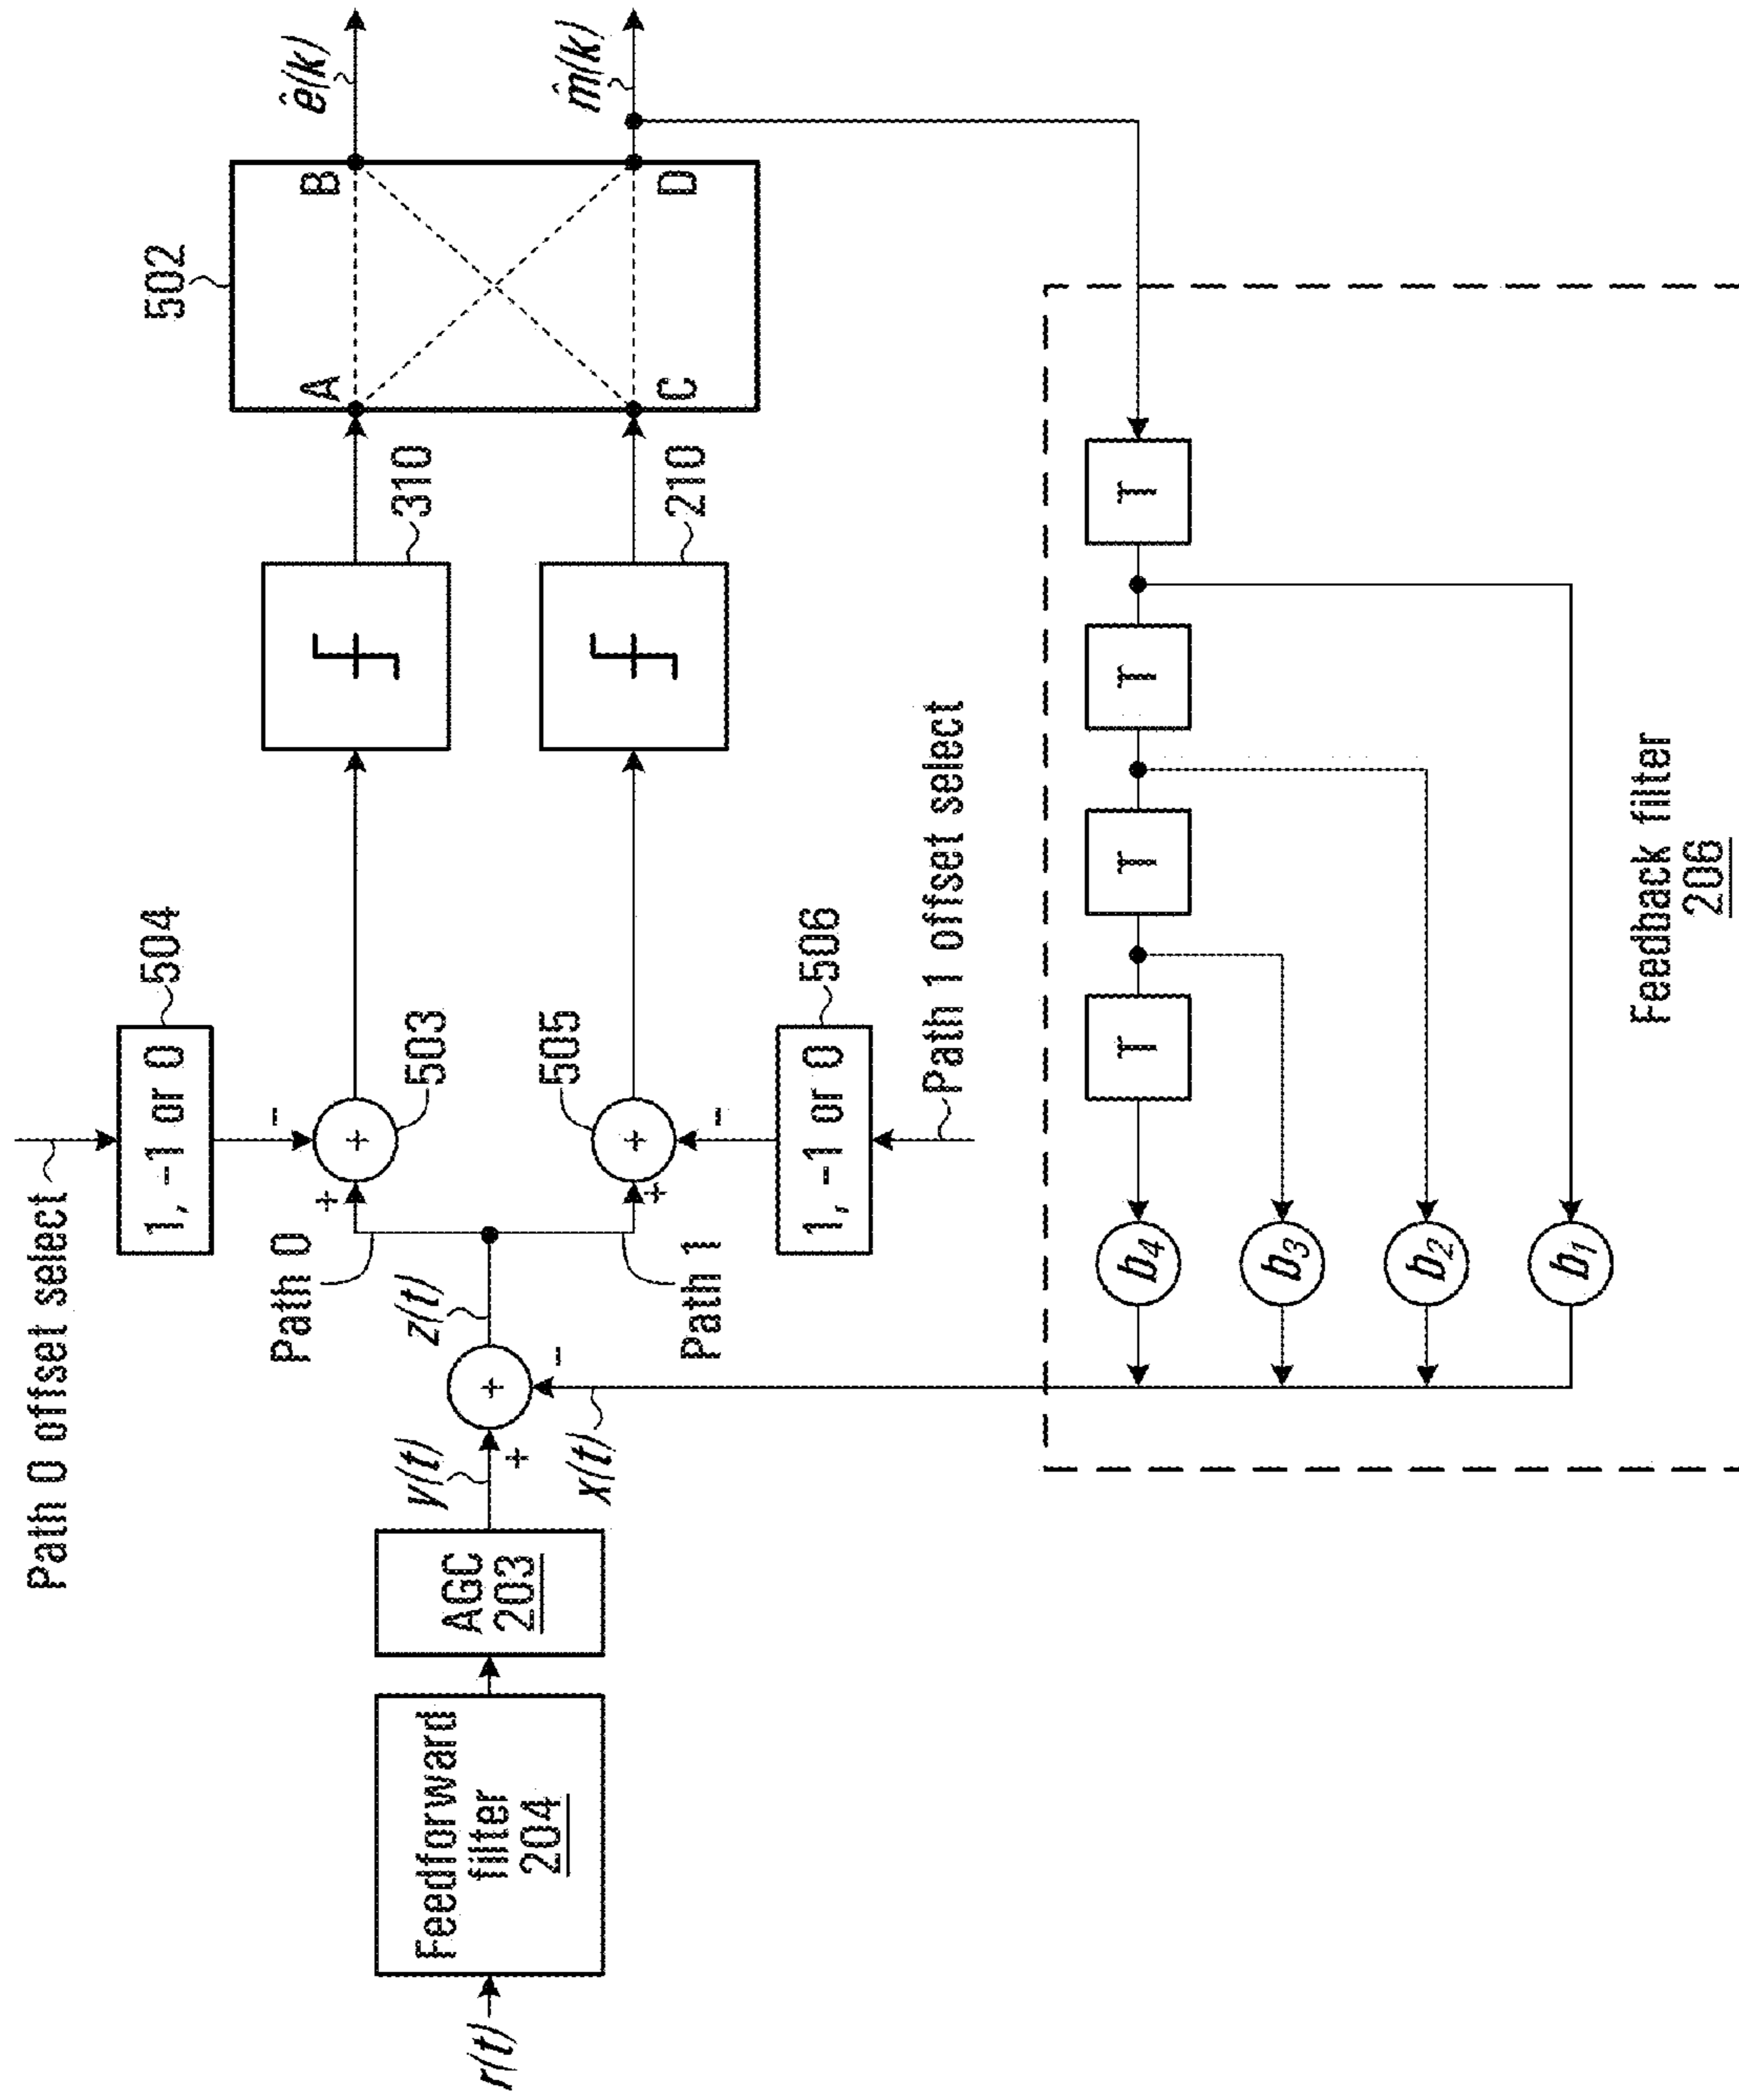 Path 0 offset select
1, -1 or 0
504
-
+
+
503
Path 0
r(t)
Feedforward
filter
204
AGC
203
y(t)
+
+
-
x(t)
z(t)
Path 1
+
+
505
-
1, -1 or 0
506
Path 1 offset select
310
210
502
A
B
C
D
ê(k)
m̂(k)
T
T
T
T
b4
b3
b2
b1
Feedback filter
206